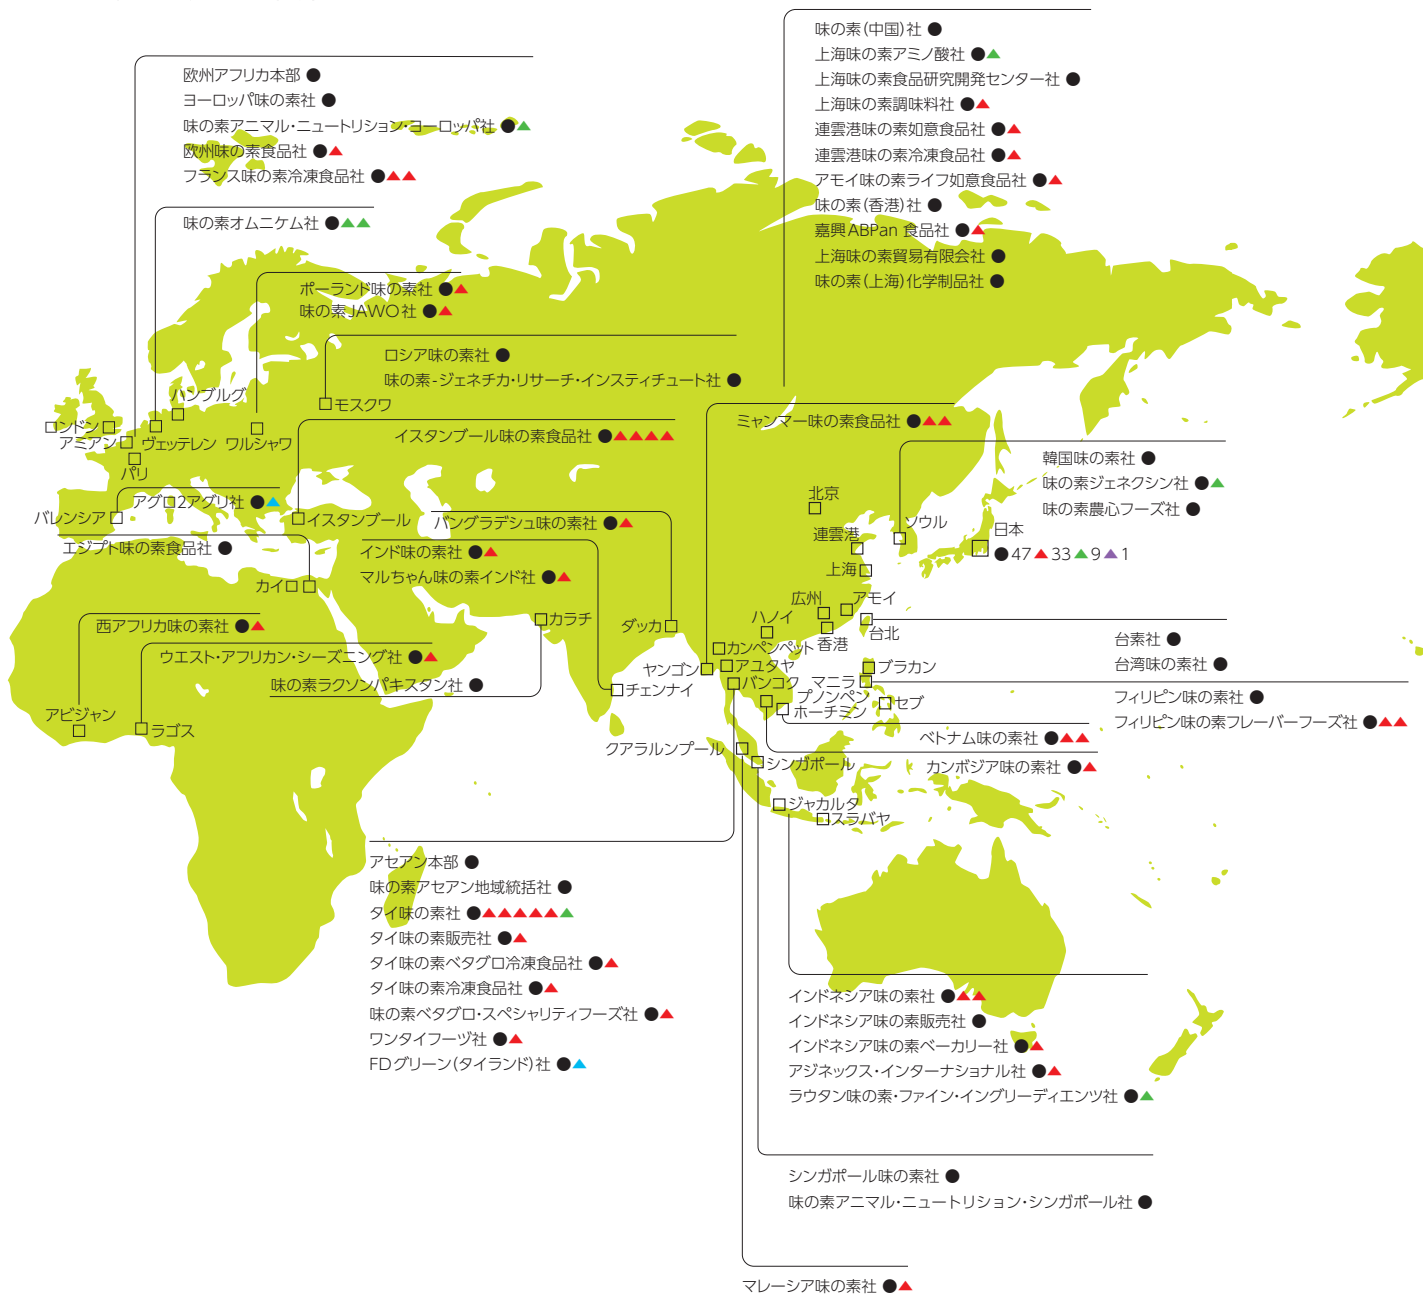 欧州アフリカ本部 ●
ヨーロッパ味の素社 ●
味の素アニマル・ニュートリション・ヨーロッパ社 ●▲
欧州味の素食品社 ●▲
フランス味の素冷凍食品社 ●▲▲
味の素オムニケム社 ●▲▲
ポーランド味の素社 ●▲
味の素JAWO社 ●▲
ロシア味の素社 ●
味の素-ジェネチカ・リサーチ・インスティチュート社 ●
イスタンブール味の素食品社 ●▲▲▲▲
アグロ2アグリ社 ●▲
エジプト味の素食品社 ●
バングラデシュ味の素社 ●▲
インド味の素社 ●▲
マルちゃん味の素インド社 ●▲
西アフリカ味の素社 ●▲
ウエスト・アフリカン・シーズニング社 ●▲
味の素ラクソンパキスタン社 ●
味の素(中国)社 ●
上海味の素アミノ酸社 ●▲
上海味の素食品研究開発センター社 ●
上海味の素調味料社 ●▲
連雲港味の素如意食品社 ●▲
連雲港味の素冷凍食品社 ●▲
アモイ味の素ライフ如意食品社 ●▲
味の素(香港)社 ●
嘉興ABPan 食品社 ●▲
上海味の素貿易有限会社 ●
味の素(上海)化学制品社 ●
ミャンマー味の素食品社 ●▲▲
韓国味の素社 ●
味の素ジェネクシン社 ●▲
味の素農心フーズ社 ●
日本
●47 ▲33 ▲9 ▲1
台素社 ●
台湾味の素社 ●
フィリピン味の素社 ●
フィリピン味の素フレーバーフーズ社 ●▲▲
ベトナム味の素社 ●▲▲
カンボジア味の素社 ●▲
ハンブルグ
ロンドン
アミアン
ヴェッテレン
ワルシャワ
パリ
モスクワ
バレンシア
イスタンブール
カイロ
カラチ
ダッカ
アビジャン
ラゴス
チェンナイ
北京
連雲港
ソウル
上海
広州
アモイ
ハノイ
香港
台北
カンペンペット
ヤンゴン
アユタヤ
バンコク
ブラカン
マニラ
プノンペン
ホーチミン
セブ
クアラルンプール
シンガポール
ジャカルタ
スラバヤ
アセアン本部 ●
味の素アセアン地域統括社 ●
タイ味の素社 ●▲▲▲▲▲▲
タイ味の素販売社 ●▲
タイ味の素ベタグロ冷凍食品社 ●▲
タイ味の素冷凍食品社 ●▲
味の素ベタグロ・スペシャリティフーズ社 ●▲
ワンタイフーヅ社 ●▲
FDグリーン(タイランド)社 ●▲
インドネシア味の素社 ●▲▲
インドネシア味の素販売社 ●
インドネシア味の素ベーカリー社 ●▲
アジネックス・インターナショナル社 ●▲
ラウタン味の素・ファイン・イングリーディエンツ社 ●▲
シンガポール味の素社 ●
味の素アニマル・ニュートリション・シンガポール社 ●
マレーシア味の素社 ●▲